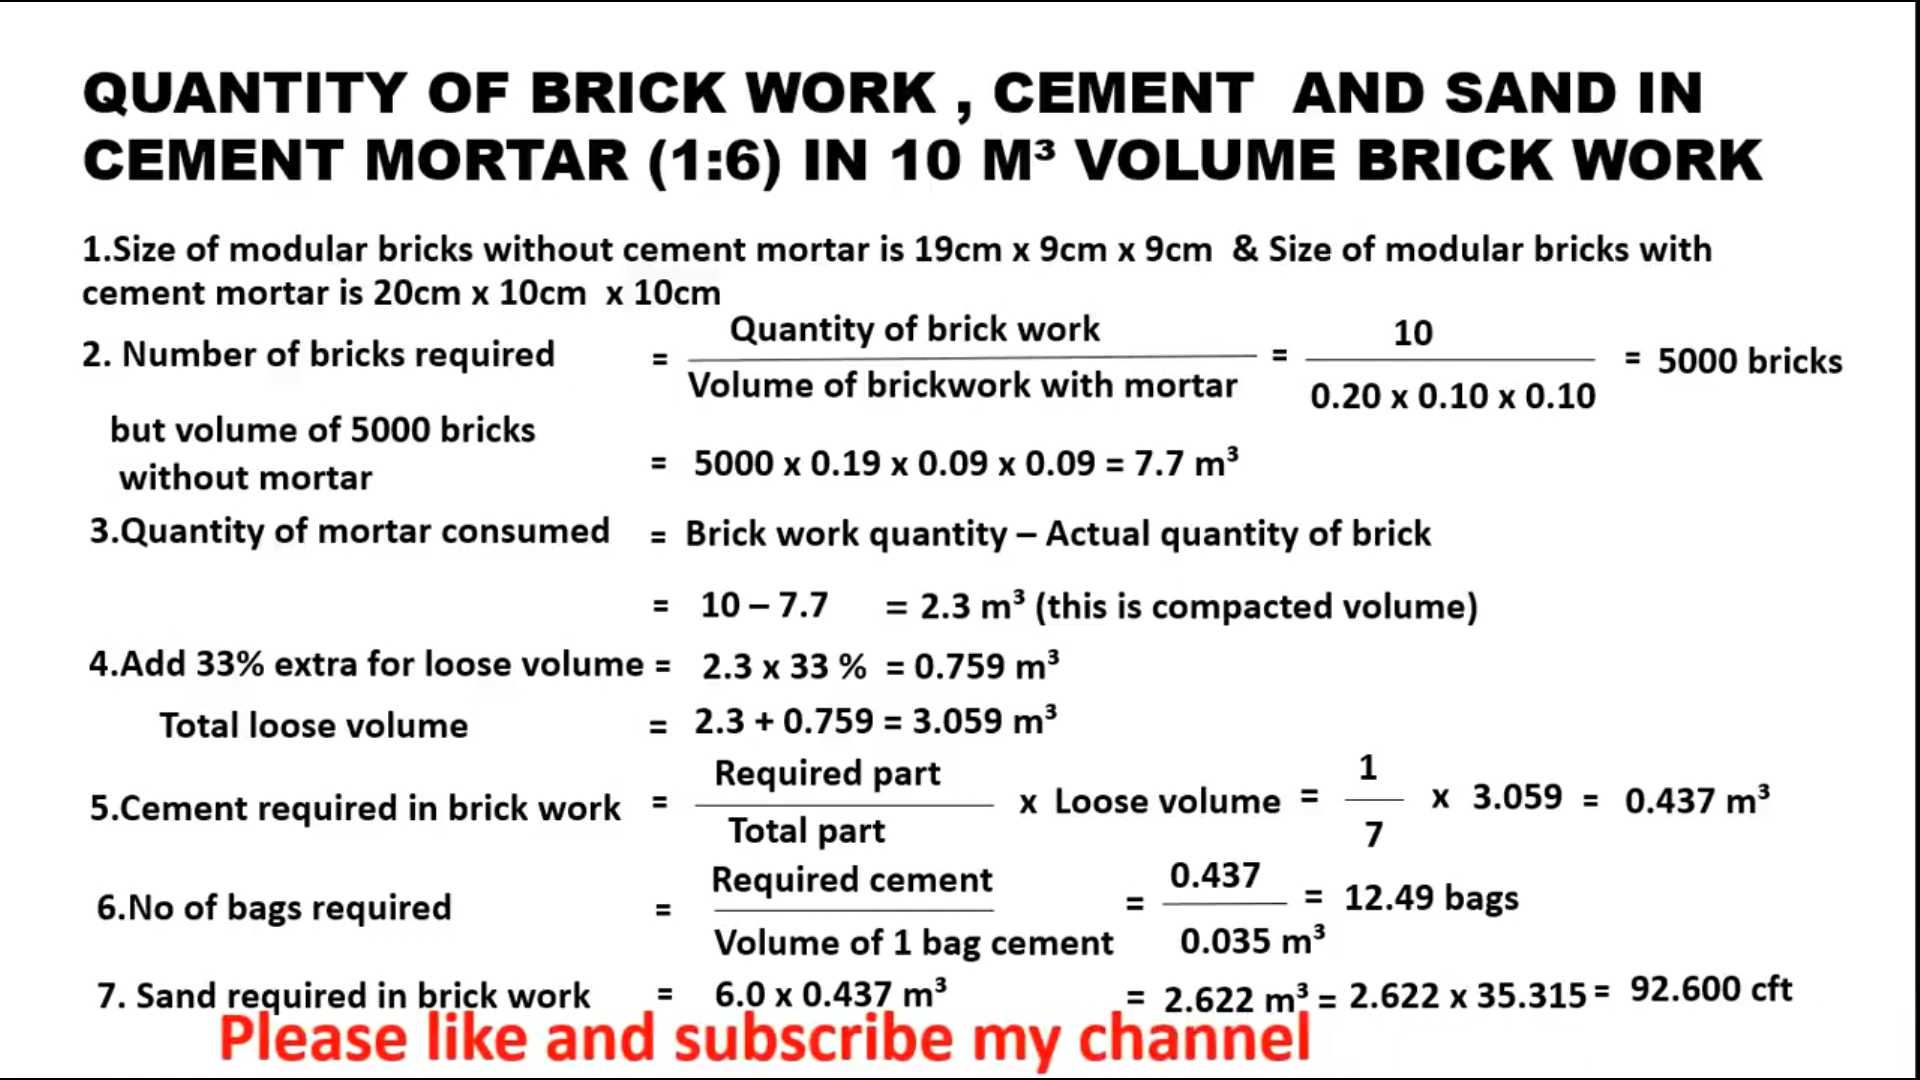 QUANTITY OF BRICK WORK , CEMENT AND SAND IN
CEMENT MORTAR (1:6) IN 10 M³ VOLUME BRICK WORK
1.Size of modular bricks without cement mortar is 19cm x 9cm x 9cm & Size of modular bricks with
cement mortar is 20cm x 10cm x 10cm
2. Number of bricks required = Quantity of brick work / Volume of brickwork with mortar = 10 / 0.20 x 0.10 x 0.10 = 5000 bricks
but volume of 5000 bricks
without mortar = 5000 x 0.19 x 0.09 x 0.09 = 7.7 m³
3.Quantity of mortar consumed = Brick work quantity – Actual quantity of brick
= 10 – 7.7 = 2.3 m³ (this is compacted volume)
4.Add 33% extra for loose volume = 2.3 x 33 % = 0.759 m³
Total loose volume = 2.3 + 0.759 = 3.059 m³
5.Cement required in brick work = Required part / Total part x Loose volume = 1 / 7 x 3.059 = 0.437 m³
6.No of bags required = Required cement / Volume of 1 bag cement = 0.437 / 0.035 m³ = 12.49 bags
7. Sand required in brick work = 6.0 x 0.437 m³ = 2.622 m³ = 2.622 x 35.315 = 92.600 cft
Please like and subscribe my channel